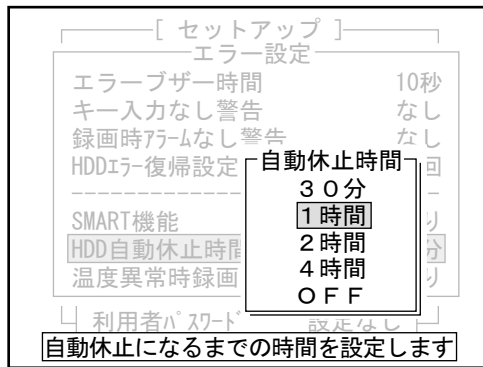 [ セットアップ ]
エラー設定
エラーブザー時間 10秒
キー入力なし警告 なし
録画時ｱﾗｰﾑなし警告 なし
HDDｴﾗｰ復帰設定 回
自動休止時間
３０分
１時間
２時間
４時間
ＯＦＦ
SMART機能 り
HDD自動休止時間 分
温度異常時録画 り
利用者ﾊﾟｽﾜｰﾄﾞ 設定なし
自動休止になるまでの時間を設定します